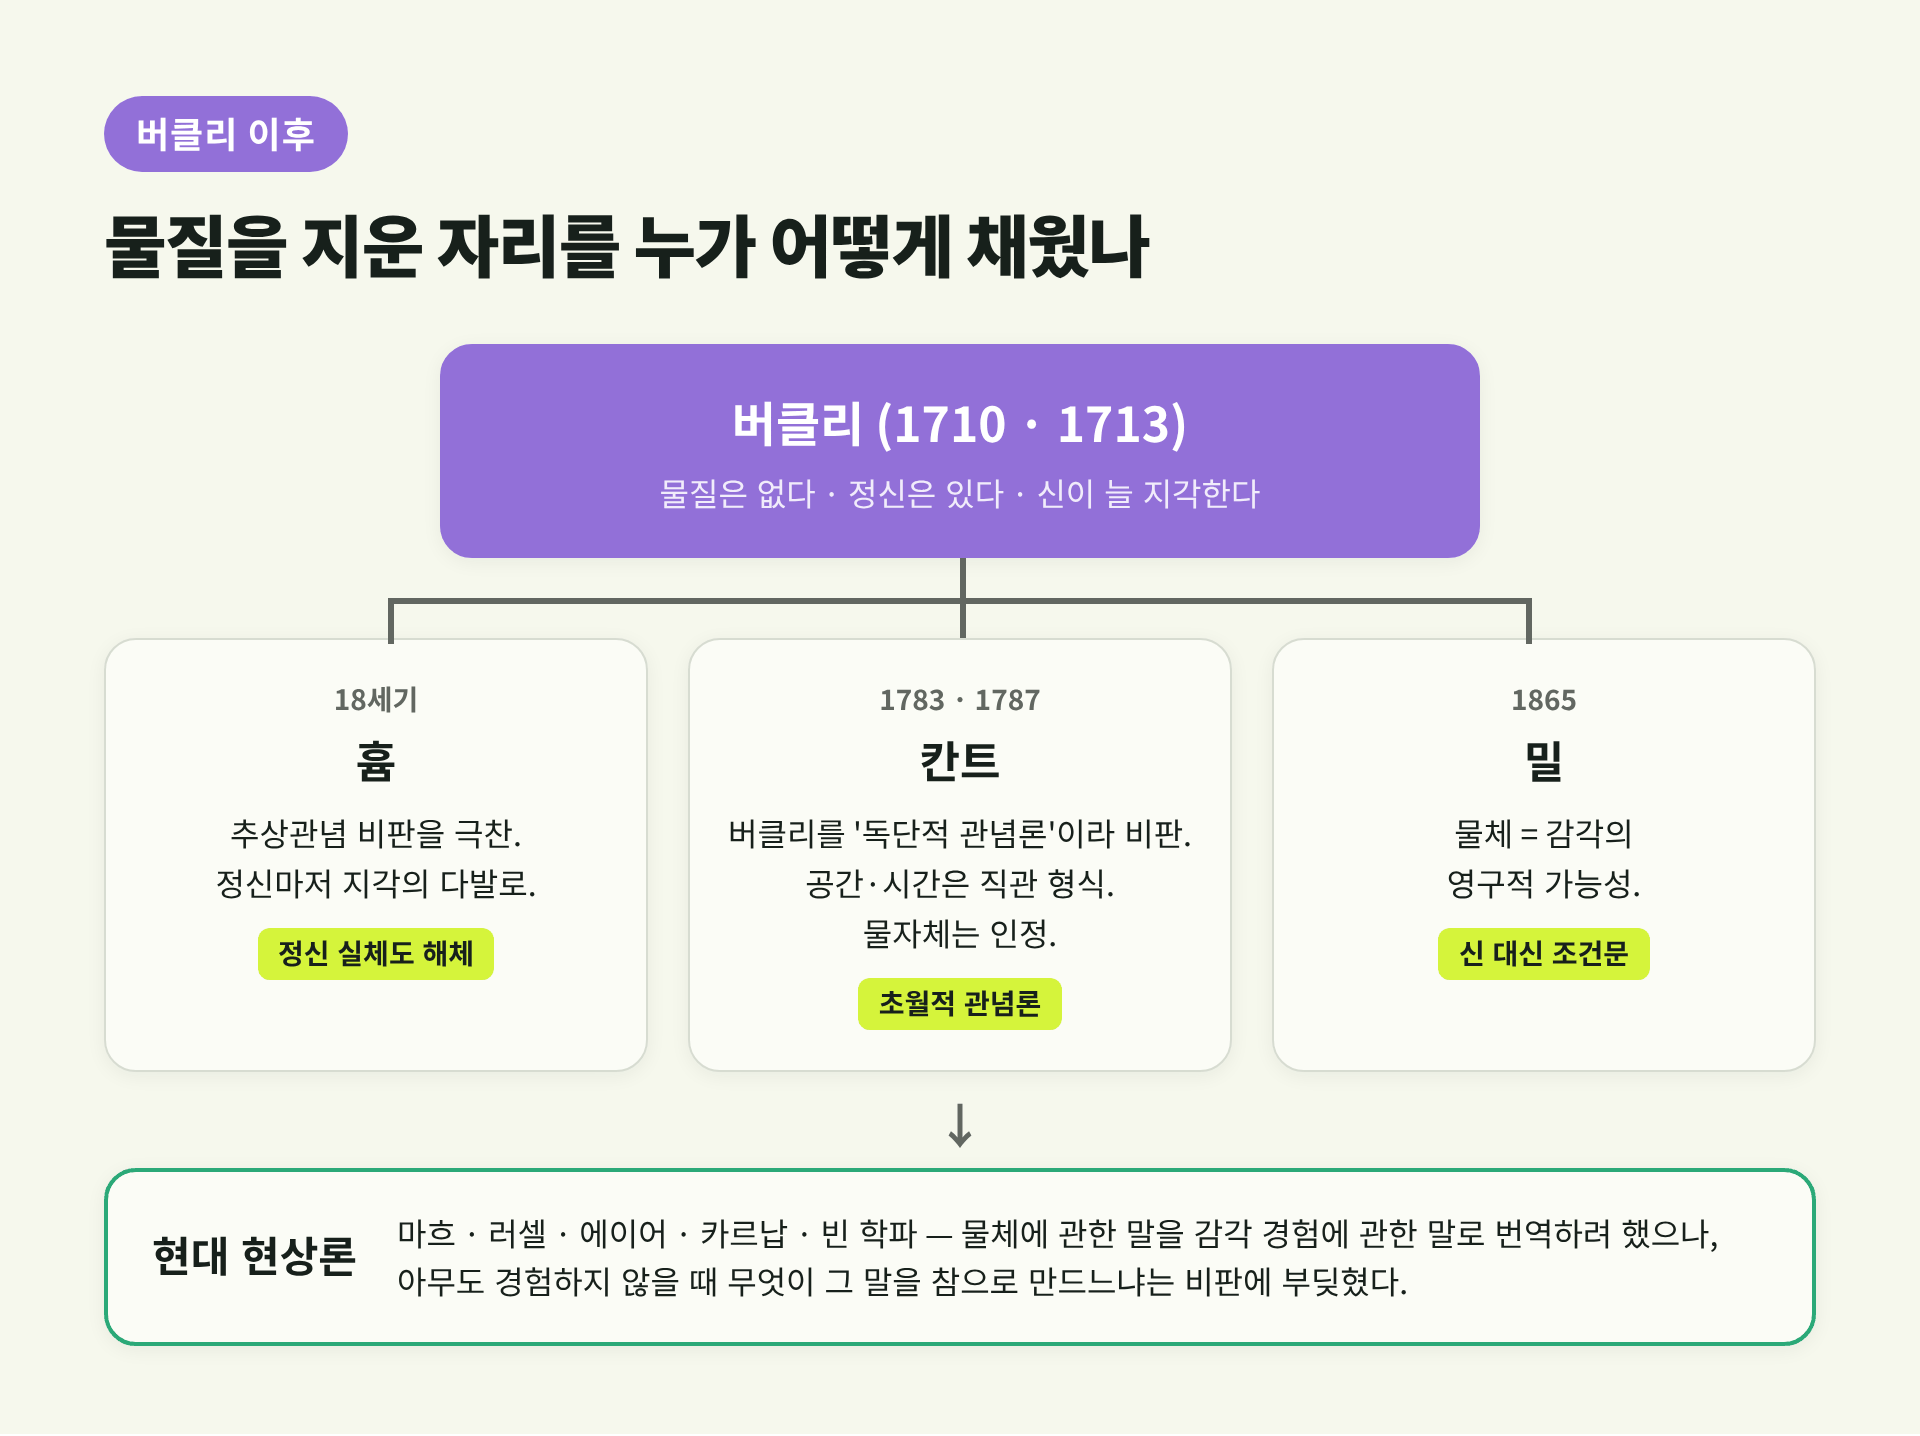 버클리 이후
물질을 지운 자리를 누가 어떻게 채웠나
버클리 (1710 · 1713)
물질은 없다 · 정신은 있다 · 신이 늘 지각한다
18세기
흄
추상관념 비판을 극찬.
정신마저 지각의 다발로.
정신 실체도 해체
1783 · 1787
칸트
버클리를 '독단적 관념론'이라 비판.
공간·시간은 직관 형식.
물자체는 인정.
초월적 관념론
1865
밀
물체 = 감각의
영구적 가능성.
신 대신 조건문
↓
현대 현상론
마흐 · 러셀 · 에이어 · 카르납 · 빈 학파 — 물체에 관한 말을 감각 경험에 관한 말로 번역하려 했으나,
아무도 경험하지 않을 때 무엇이 그 말을 참으로 만드느냐는 비판에 부딪혔다.